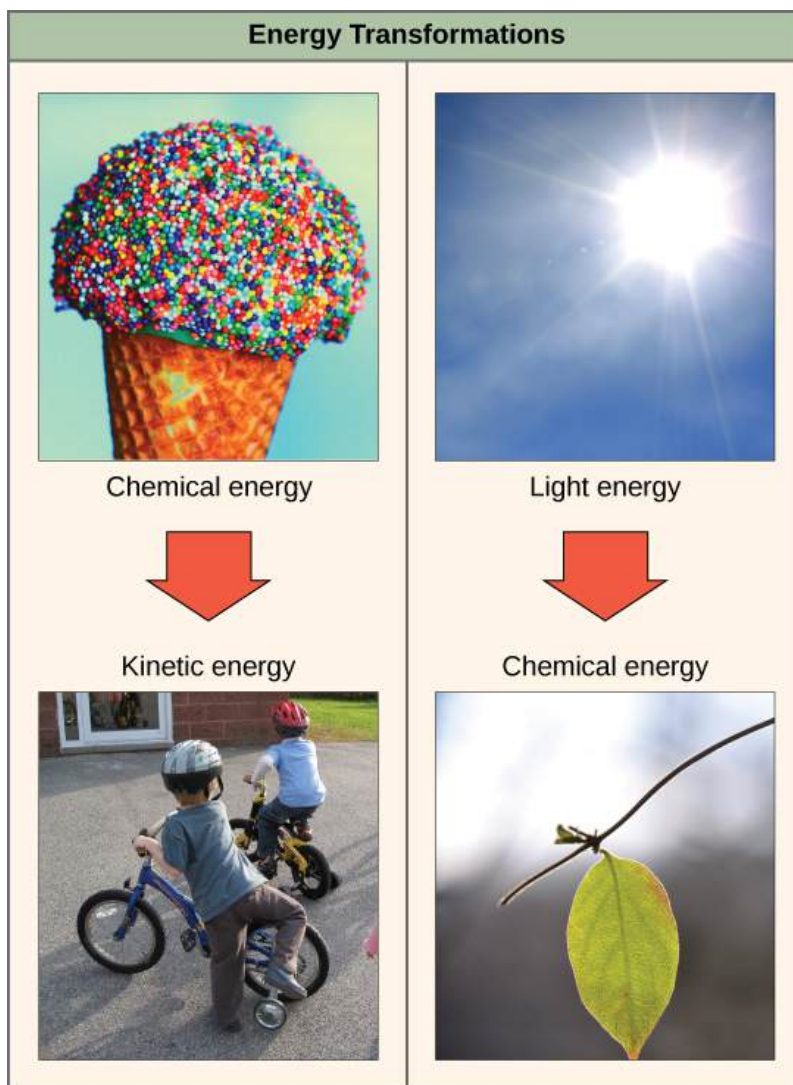 Energy Transformations
Chemical energy
Kinetic energy
Light energy
Chemical energy